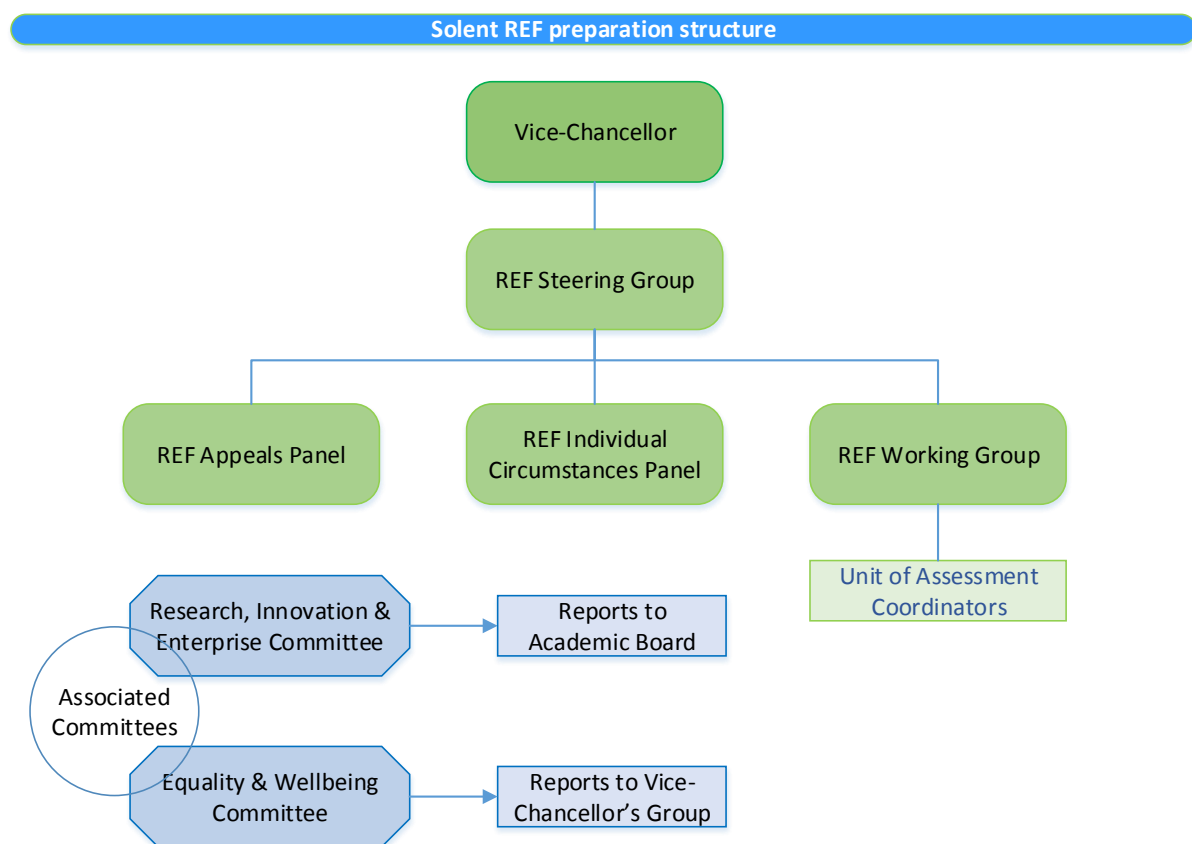 Solent REF preparation structure
Vice-Chancellor
REF Steering Group
REF Appeals Panel
REF Individual
Circumstances Panel
REF Working Group
Unit of Assessment
Coordinators
Research, Innovation &
Enterprise Committee
Reports to
Academic Board
Associated
Committees
Equality & Wellbeing
Committee
Reports to Vice-
Chancellor’s Group